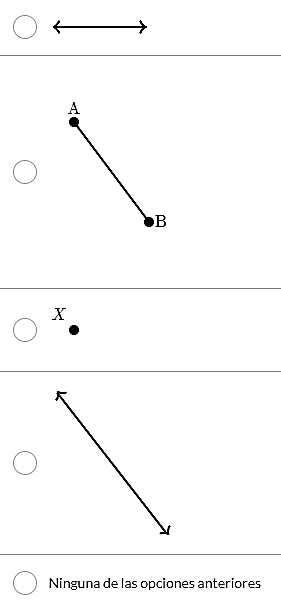 A
B
X
Ninguna de las opciones anteriores